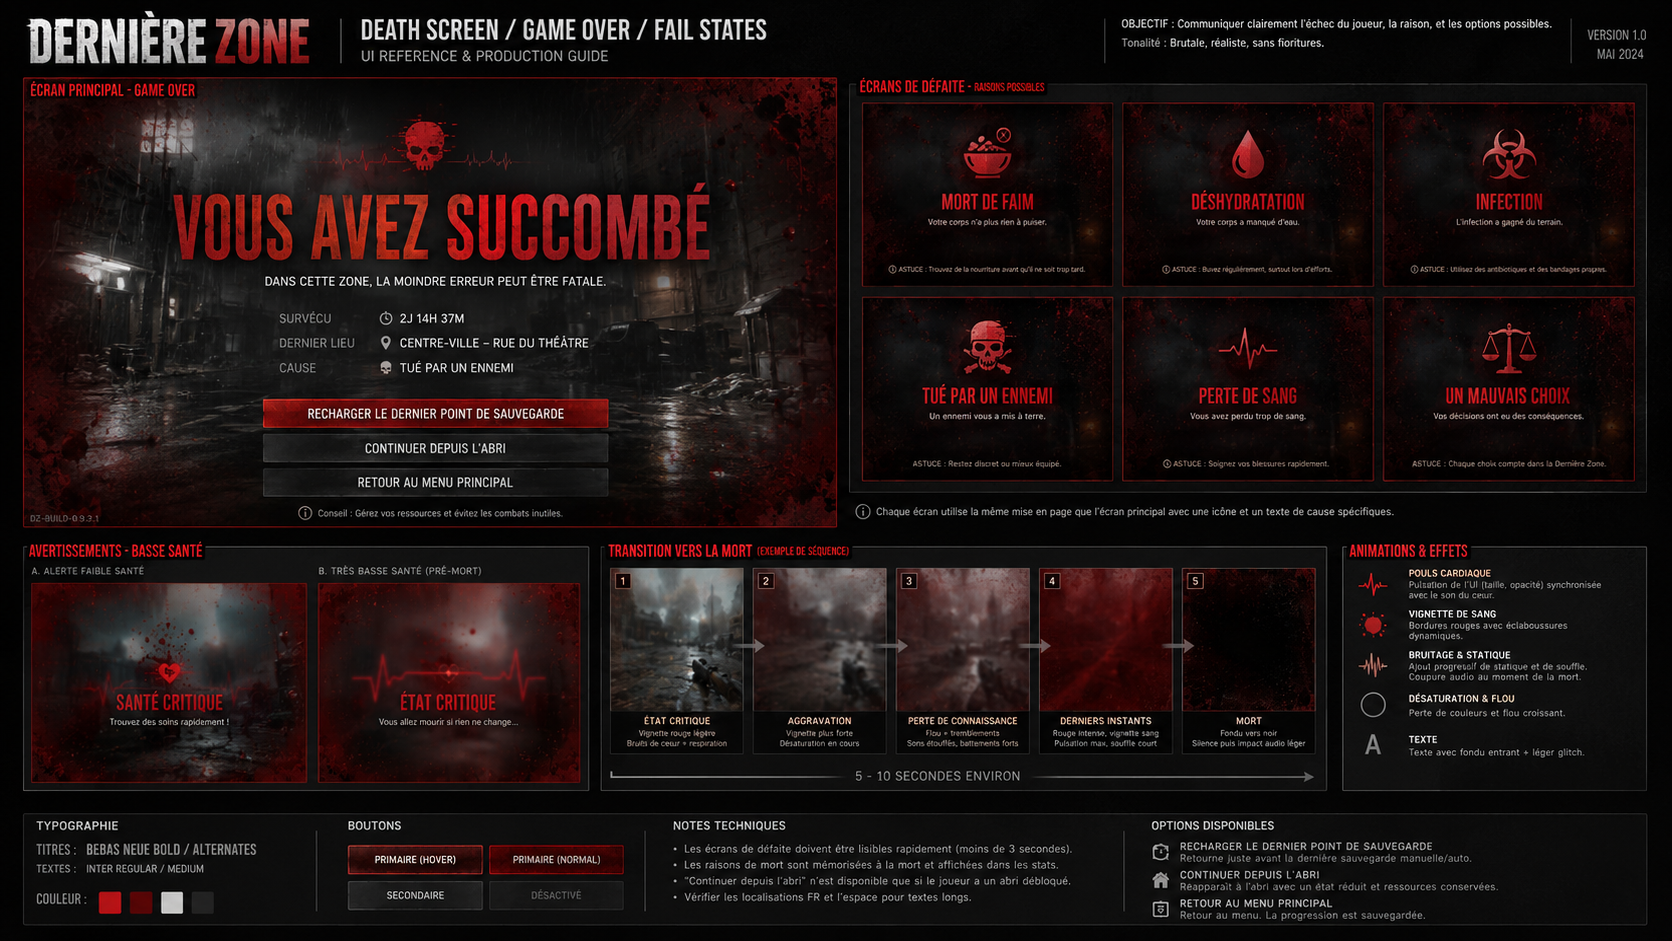 DERNIÈRE ZONE
DEATH SCREEN / GAME OVER / FAIL STATES
UI REFERENCE & PRODUCTION GUIDE
OBJECTIF : Communiquer clairement l'échec du joueur, la raison, et les options possibles.
Tonalité : Brutale, réaliste, sans fioritures.
VERSION 1.0
MAI 2024
ÉCRAN PRINCIPAL - GAME OVER
VOUS AVEZ SUCCOMBÉ
DANS CETTE ZONE, LA MOINDRE ERREUR PEUT ÊTRE FATALE.
SURVÉCU 2J 14H 37M
DERNIER LIEU CENTRE-VILLE – RUE DU THÉÂTRE
CAUSE TUÉ PAR UN ENNEMI
RECHARGER LE DERNIER POINT DE SAUVEGARDE
CONTINUER DEPUIS L'ABRI
RETOUR AU MENU PRINCIPAL
Conseil : Gérez vos ressources et évitez les combats inutiles.
DZ-BUILD-0.9.3.1
ÉCRANS DE DÉFAITE - RAISONS POSSIBLES
MORT DE FAIM
Votre corps n'a plus rien à puiser.
ASTUCE : Trouvez de la nourriture avant qu'il ne soit trop tard.
DÉSHYDRATATION
Votre corps a manqué d'eau.
ASTUCE : Buvez régulièrement, surtout lors d'efforts.
INFECTION
L'infection a gagné du terrain.
ASTUCE : Utilisez des antibiotiques et des bandages propres.
TUÉ PAR UN ENNEMI
Un ennemi vous a mis à terre.
ASTUCE : Restez discret ou mieux équipé.
PERTE DE SANG
Vous avez perdu trop de sang.
ASTUCE : Soignez vos blessures rapidement.
UN MAUVAIS CHOIX
Vos décisions ont eu des conséquences.
ASTUCE : Chaque choix compte dans la Dernière Zone.
Chaque écran utilise la même mise en page que l'écran principal avec une icône et un texte de cause spécifiques.
AVERTISSEMENTS - BASSE SANTÉ
A. ALERTE FAIBLE SANTÉ
SANTÉ CRITIQUE
Trouvez des soins rapidement !
B. TRÈS BASSE SANTÉ (PRÉ-MORT)
ÉTAT CRITIQUE
Vous allez mourir si rien ne change...
TRANSITION VERS LA MORT (EXEMPLE DE SÉQUENCE)
1
ÉTAT CRITIQUE
Vignette rouge légère
Bruits de cœur + respiration
2
AGGRAVATION
Vignette plus forte
Désaturation en cours
3
PERTE DE CONNAISSANCE
Flou + tremblements
Sons étouffés, battements forts
4
DERNIERS INSTANTS
Rouge intense, vignette sang
Pulsation max, souffle court
5
MORT
Fondu vers noir
Silence puis impact audio léger
5 - 10 SECONDES ENVIRON
ANIMATIONS & EFFETS
POULS CARDIAQUE
Pulsation de l'UI (taille, opacité) synchronisée
avec le son du cœur.
VIGNETTE DE SANG
Bordures rouges avec éclaboussures
dynamiques.
BRUITAGE & STATIQUE
Ajout progressif de statique et de souffle.
Coupure audio au moment de la mort.
DÉSATURATION & FLOU
Perte de couleurs et flou croissant.
A
TEXTE
Texte avec fondu entrant + léger glitch.
TYPOGRAPHIE
TITRES : BEBAS NEUE BOLD / ALTERNATES
TEXTES : INTER REGULAR / MEDIUM
COULEUR :
BOUTONS
PRIMAIRE (HOVER)
PRIMAIRE (NORMAL)
SECONDAIRE
DÉSACTIVÉ
NOTES TECHNIQUES
• Les écrans de défaite doivent être lisibles rapidement (moins de 3 secondes).
• Les raisons de mort sont mémorisées à la mort et affichées dans les stats.
• "Continuer depuis l'abri" n'est disponible que si le joueur a un abri débloqué.
• Vérifier les localisations FR et l'espace pour textes longs.
OPTIONS DISPONIBLES
RECHARGER LE DERNIER POINT DE SAUVEGARDE
Retourne juste avant la dernière sauvegarde manuelle/auto.
CONTINUER DEPUIS L'ABRI
Réapparaît à l'abri avec un état réduit et ressources conservées.
RETOUR AU MENU PRINCIPAL
Retour au menu. La progression est sauvegardée.